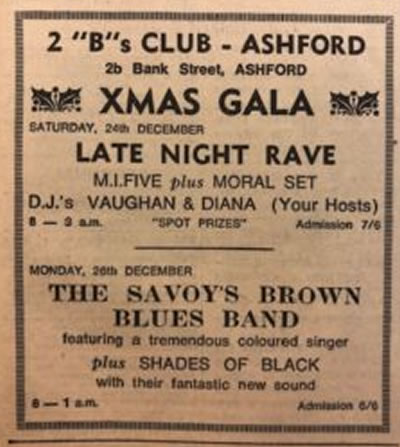 2 "B"s CLUB - ASHFORD
2b Bank Street, ASHFORD
XMAS GALA
SATURDAY, 24th DECEMBER
LATE NIGHT RAVE
M.I.FIVE plus MORAL SET
D.J.'s VAUGHAN & DIANA (Your Hosts)
8 — 3 a.m. "SPOT PRIZES" Admission 7/6
MONDAY, 26th DECEMBER
THE SAVOY'S BROWN
BLUES BAND
featuring a tremendous coloured singer
plus SHADES OF BLACK
with their fantastic new sound
8 — 1 a.m. Admission 6/6